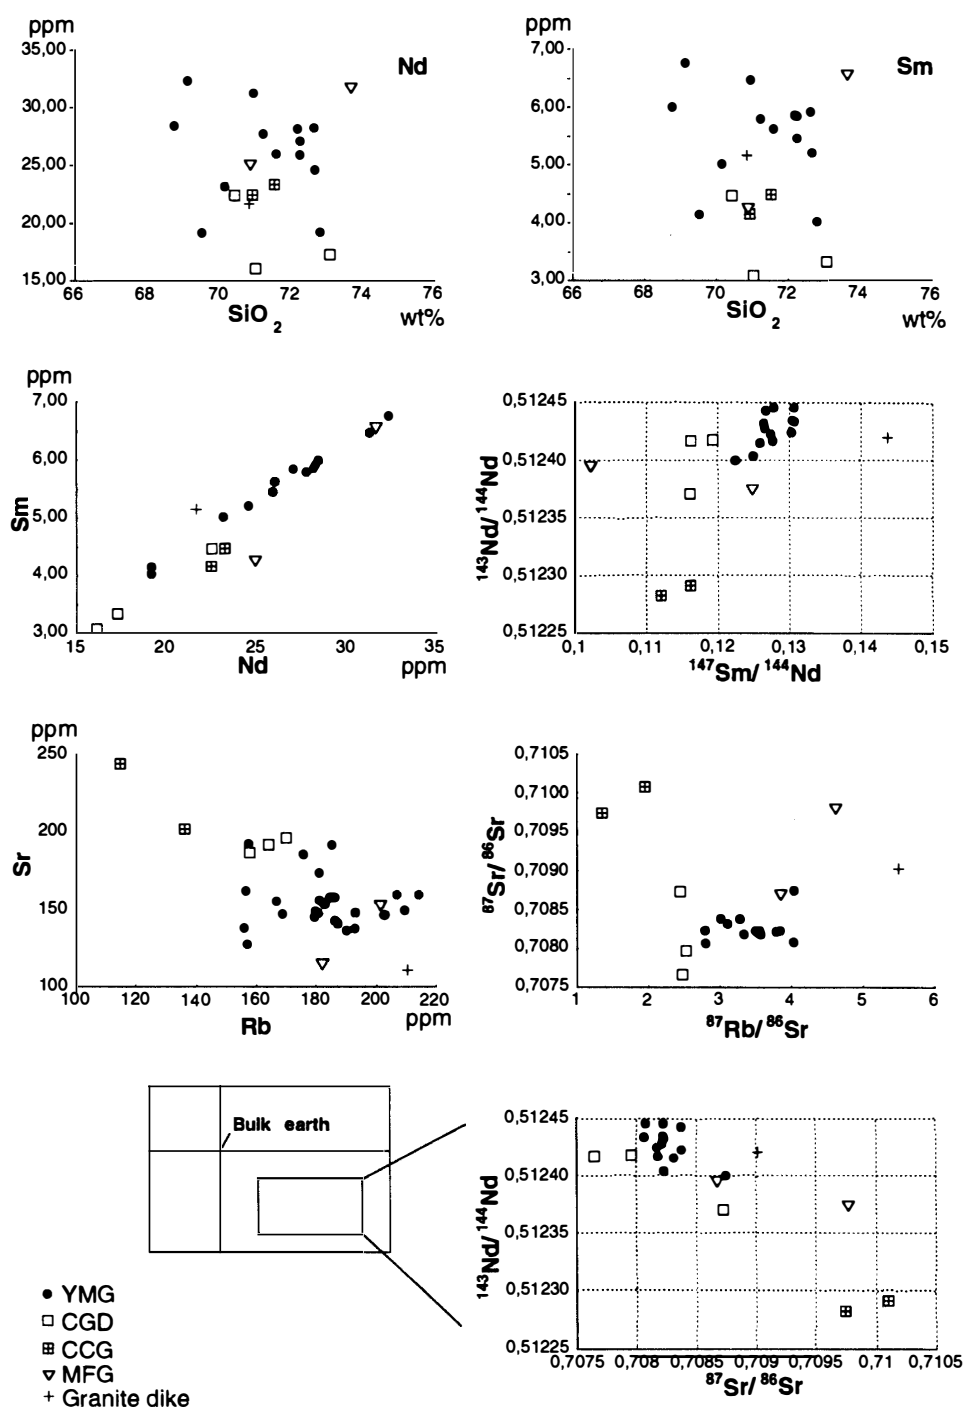 ppm
35,00
30,00
25,00
20,00
15,00
Nd
66 68 70 72 74 76
SiO2
wt%
ppm
7,00
6,00
5,00
4,00
3,00
Sm
66 68 70 72 74 76
SiO2
wt%
ppm
7,00
6,00
5,00
4,00
3,00
Sm
15 20 25 30 35
Nd
ppm
0,51245
0,51240
0,51235
0,51230
0,51225
143Nd/ 144Nd
0,1 0,11 0,12 0,13 0,14 0,15
147Sm/ 144Nd
ppm
250
200
150
100
Sr
100 120 140 160 180 200 220
Rb
ppm
0,7105
0,7100
0,7095
0,7090
0,7085
0,7080
0,7075
87Sr/ 86Sr
1 2 3 4 5 6
87Rb/ 86Sr
Bulk earth
0,51245
0,51240
0,51235
0,51230
0,51225
143Nd/ 144Nd
0,7075 0,708 0,7085 0,709 0,7095 0,71 0,7105
87Sr/ 86Sr
YMG
CGD
CCG
MFG
Granite dike